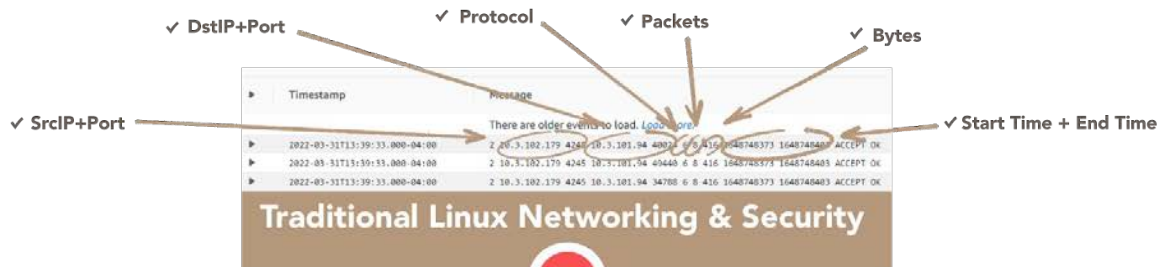 ✓ DstIP+Port
✓ Protocol
✓ Packets
✓ Bytes
✓ SrcIP+Port
✓ Start Time + End Time
Timestamp Message
There are older events to load. Load more.
2022-03-31T13:39:33.000-04:00 2 10.3.102.179 4245 10.3.101.94 40024 6 8 416 1648748373 1648748403 ACCEPT OK
2022-03-31T13:39:33.000-04:00 2 10.3.102.179 4245 10.3.101.94 49440 6 8 416 1648748373 1648748403 ACCEPT OK
2022-03-31T13:39:33.000-04:00 2 10.3.102.179 4245 10.3.101.94 34788 6 8 416 1648748373 1648748403 ACCEPT OK
Traditional Linux Networking & Security